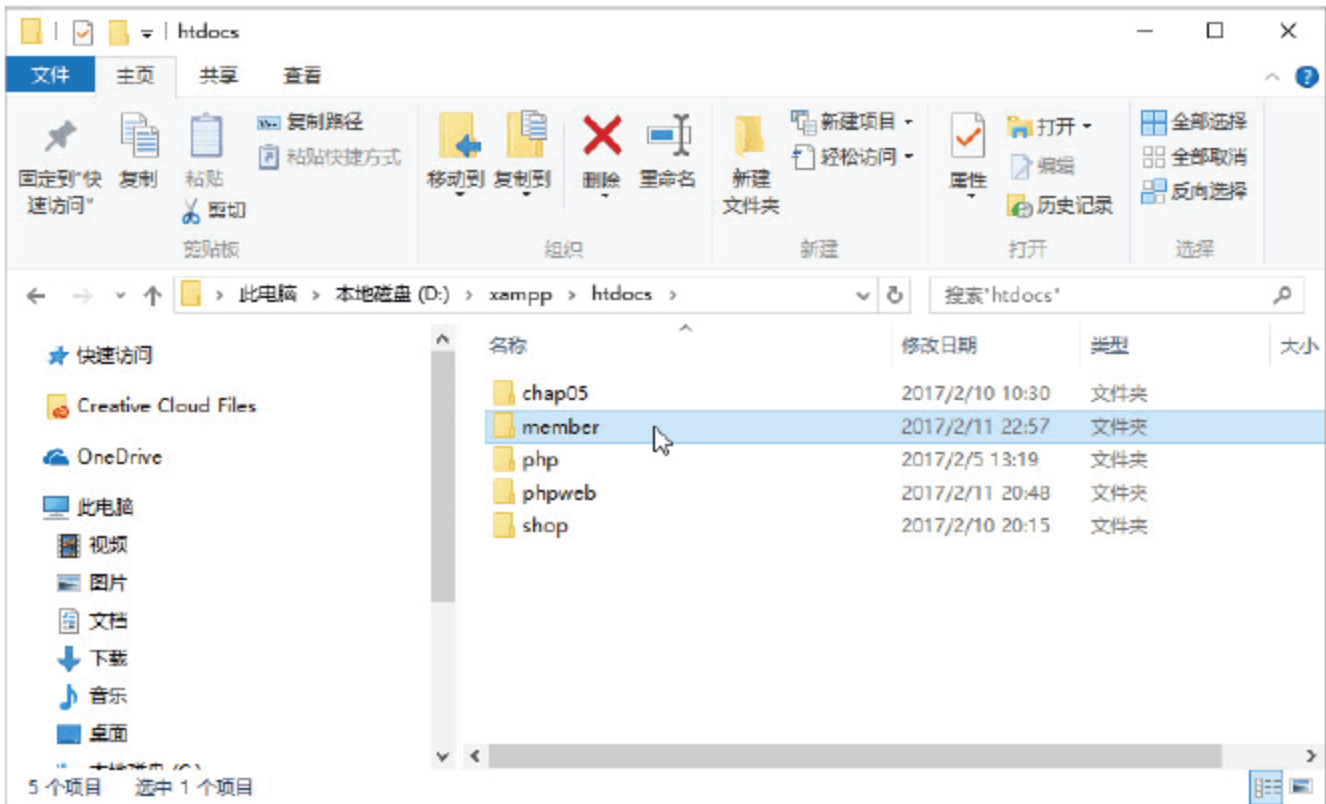 htdocs
文件 主页 共享 查看
固定到"快速访问"
复制
粘贴
复制路径
粘贴快捷方式
剪切
剪贴板
移动到 复制到 删除 重命名
组织
新建文件夹
新建项目
轻松访问
新建
属性
打开
编辑
历史记录
打开
全部选择
全部取消
反向选择
选择
此电脑 > 本地磁盘 (D:) > xampp > htdocs >
搜索"htdocs"
快速访问
Creative Cloud Files
OneDrive
此电脑
视频
图片
文档
下载
音乐
桌面
本地磁盘 (C:)
名称 修改日期 类型 大小
chap05 2017/2/10 10:30 文件夹
member 2017/2/11 22:57 文件夹
php 2017/2/5 13:19 文件夹
phpweb 2017/2/11 20:48 文件夹
shop 2017/2/10 20:15 文件夹
5 个项目 选中 1 个项目